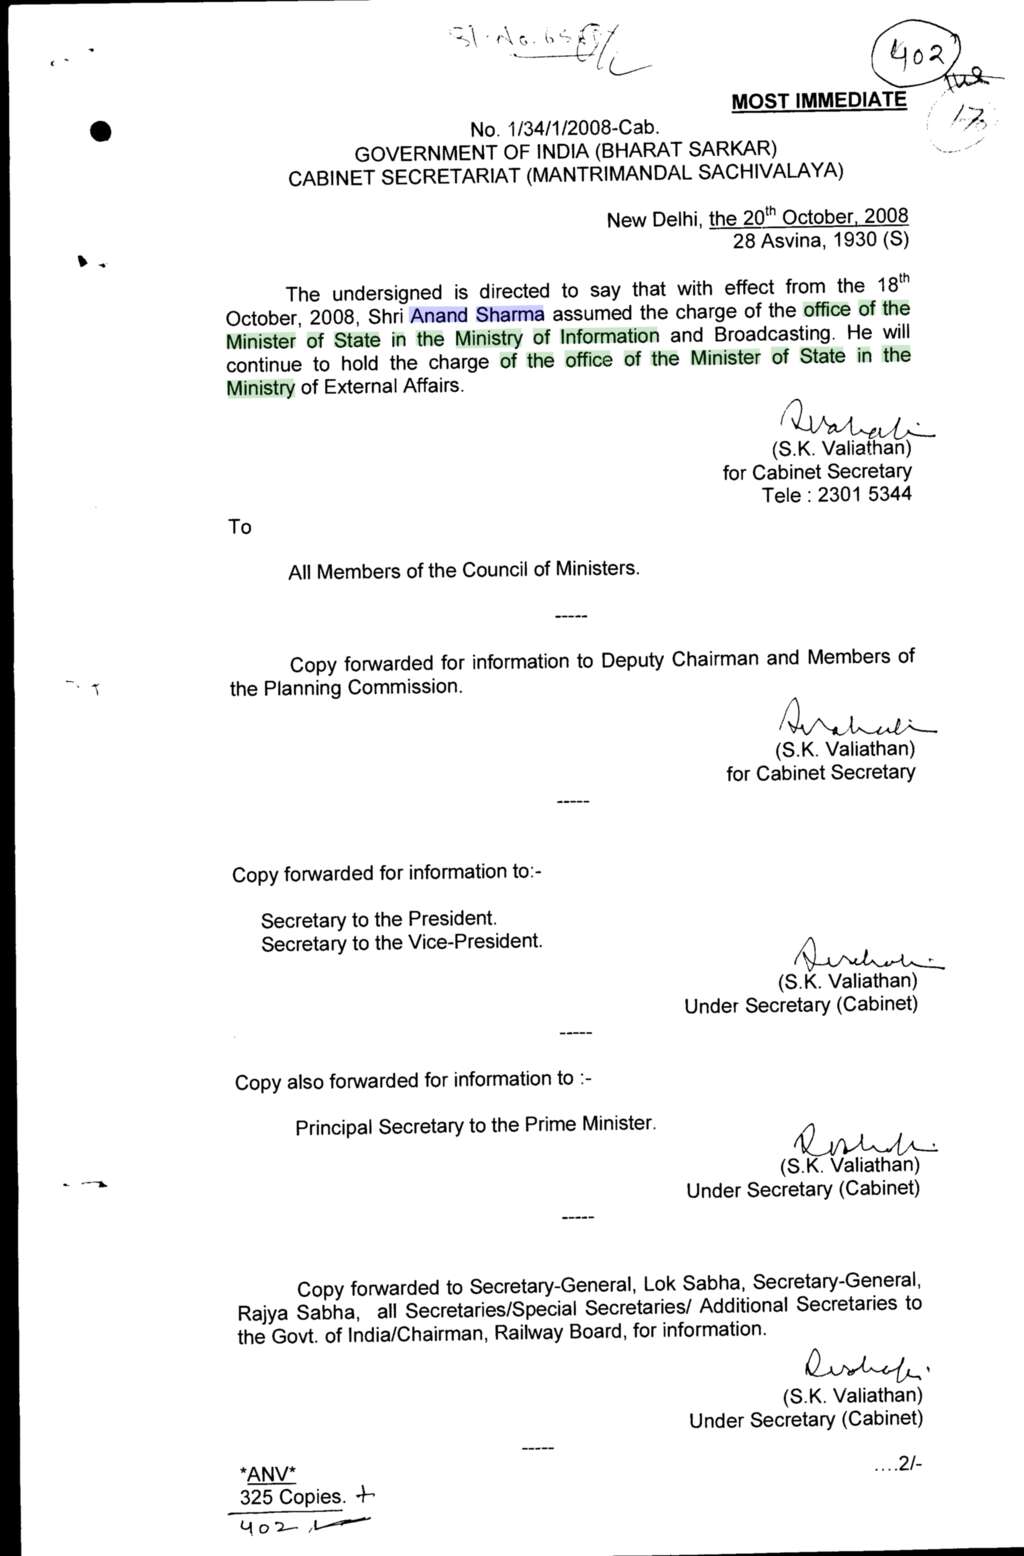 402
MOST IMMEDIATE
No. 1/34/1/2008-Cab.
GOVERNMENT OF INDIA (BHARAT SARKAR)
CABINET SECRETARIAT (MANTRIMANDAL SACHIVALAYA)
New Delhi, the 20th October, 2008
28 Asvina, 1930 (S)
The undersigned is directed to say that with effect from the 18th
October, 2008, Shri Anand Sharma assumed the charge of the office of the
Minister of State in the Ministry of Information and Broadcasting. He will
continue to hold the charge of the office of the Minister of State in the
Ministry of External Affairs.
(S.K. Valiathan)
for Cabinet Secretary
Tele : 2301 5344
To
All Members of the Council of Ministers.
-----
Copy forwarded for information to Deputy Chairman and Members of
the Planning Commission.
(S.K. Valiathan)
for Cabinet Secretary
-----
Copy forwarded for information to:-
Secretary to the President.
Secretary to the Vice-President.
(S.K. Valiathan)
Under Secretary (Cabinet)
-----
Copy also forwarded for information to :-
Principal Secretary to the Prime Minister.
(S.K. Valiathan)
Under Secretary (Cabinet)
-----
Copy forwarded to Secretary-General, Lok Sabha, Secretary-General,
Rajya Sabha, all Secretaries/Special Secretaries/ Additional Secretaries to
the Govt. of India/Chairman, Railway Board, for information.
(S.K. Valiathan)
Under Secretary (Cabinet)
-----
....2/-
*ANV*
325 Copies. +
402